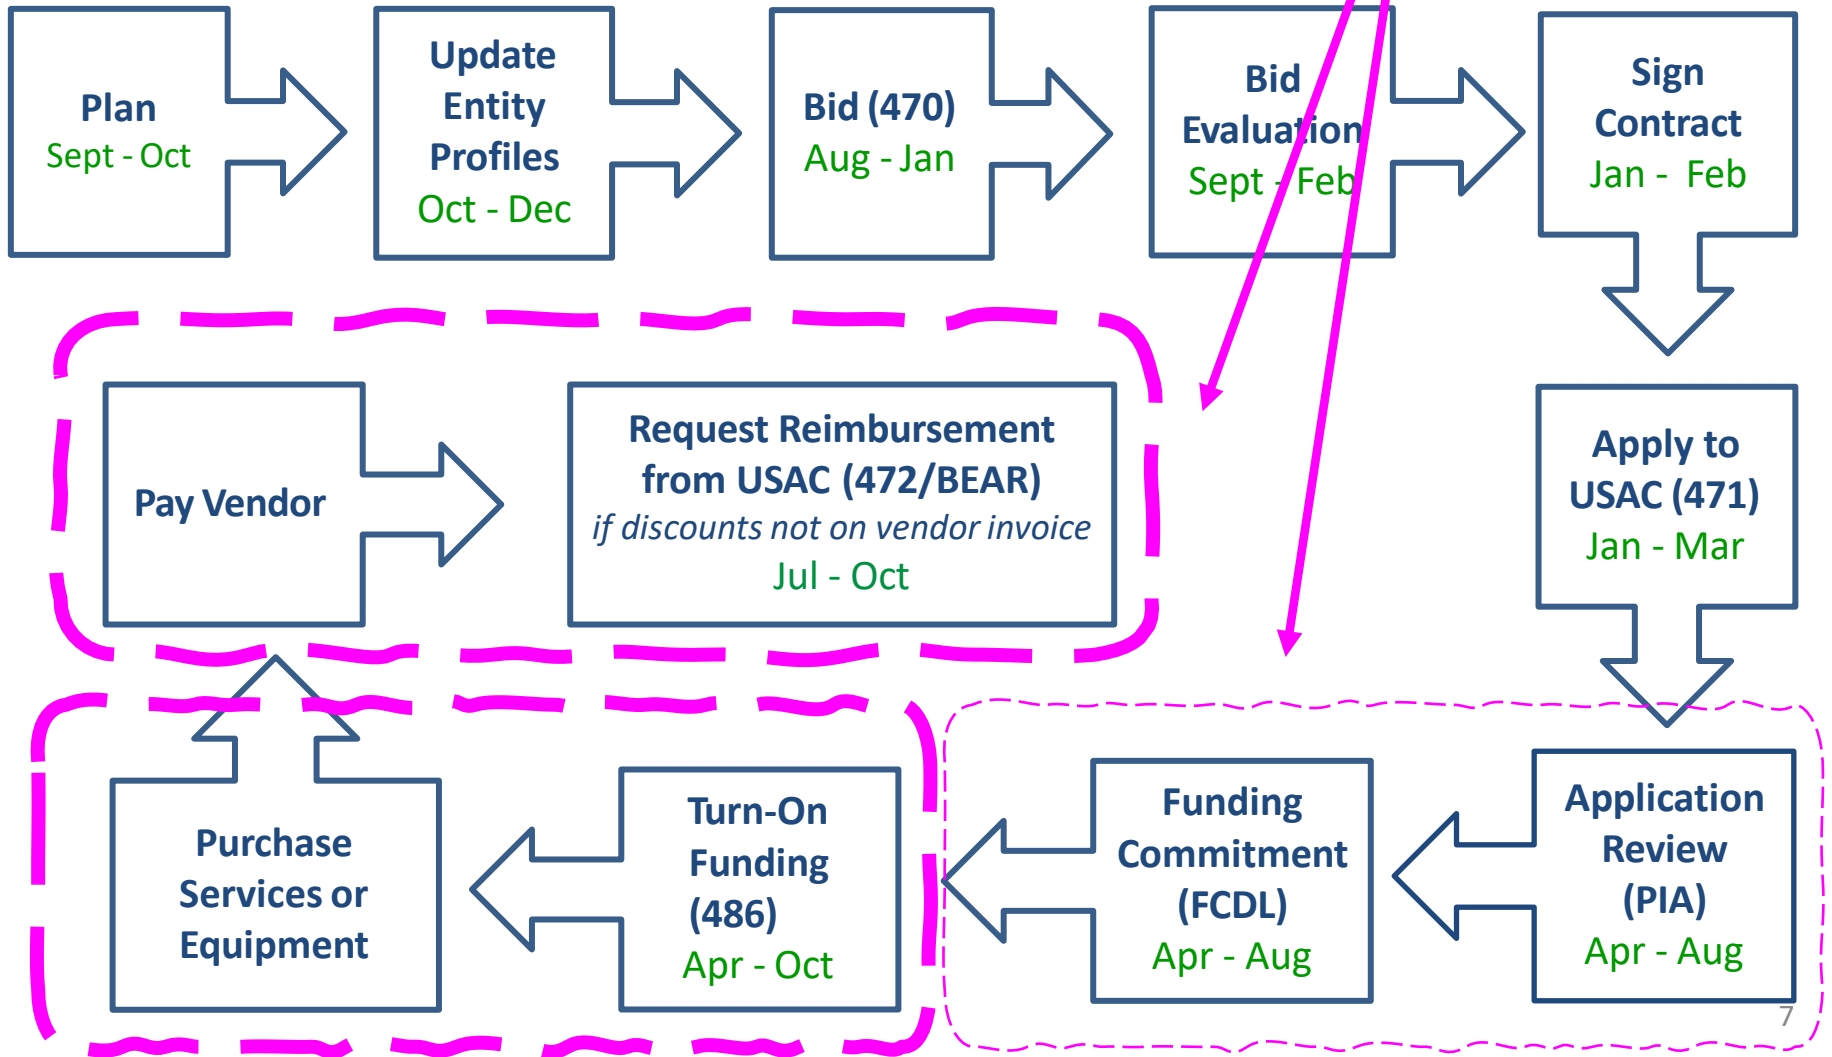 Plan
Sept - Oct
Update
Entity
Profiles
Oct - Dec
Bid (470)
Aug - Jan
Bid
Evaluation
Sept - Feb
Sign
Contract
Jan - Feb
Pay Vendor
Request Reimbursement
from USAC (472/BEAR)
if discounts not on vendor invoice
Jul - Oct
Apply to
USAC (471)
Jan - Mar
Purchase
Services or
Equipment
Turn-On
Funding
(486)
Apr - Oct
Funding
Commitment
(FCDL)
Apr - Aug
Application
Review
(PIA)
Apr - Aug
7